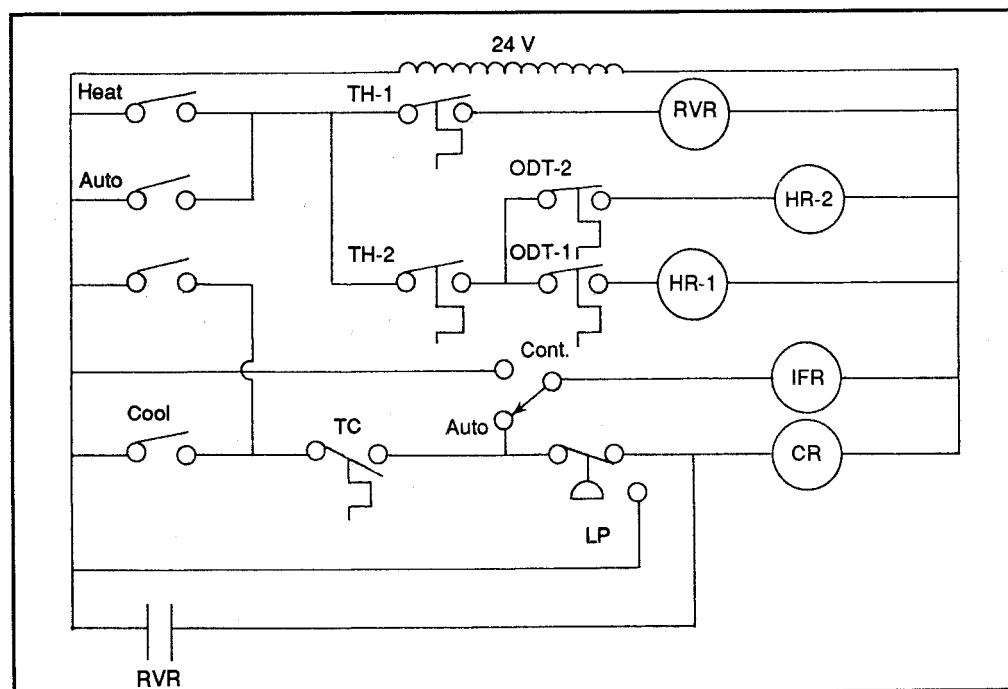 24 V
Heat
TH-1
RVR
Auto
ODT-2
HR-2
TH-2
ODT-1
HR-1
Cont.
IFR
Cool
TC
Auto
CR
LP
RVR